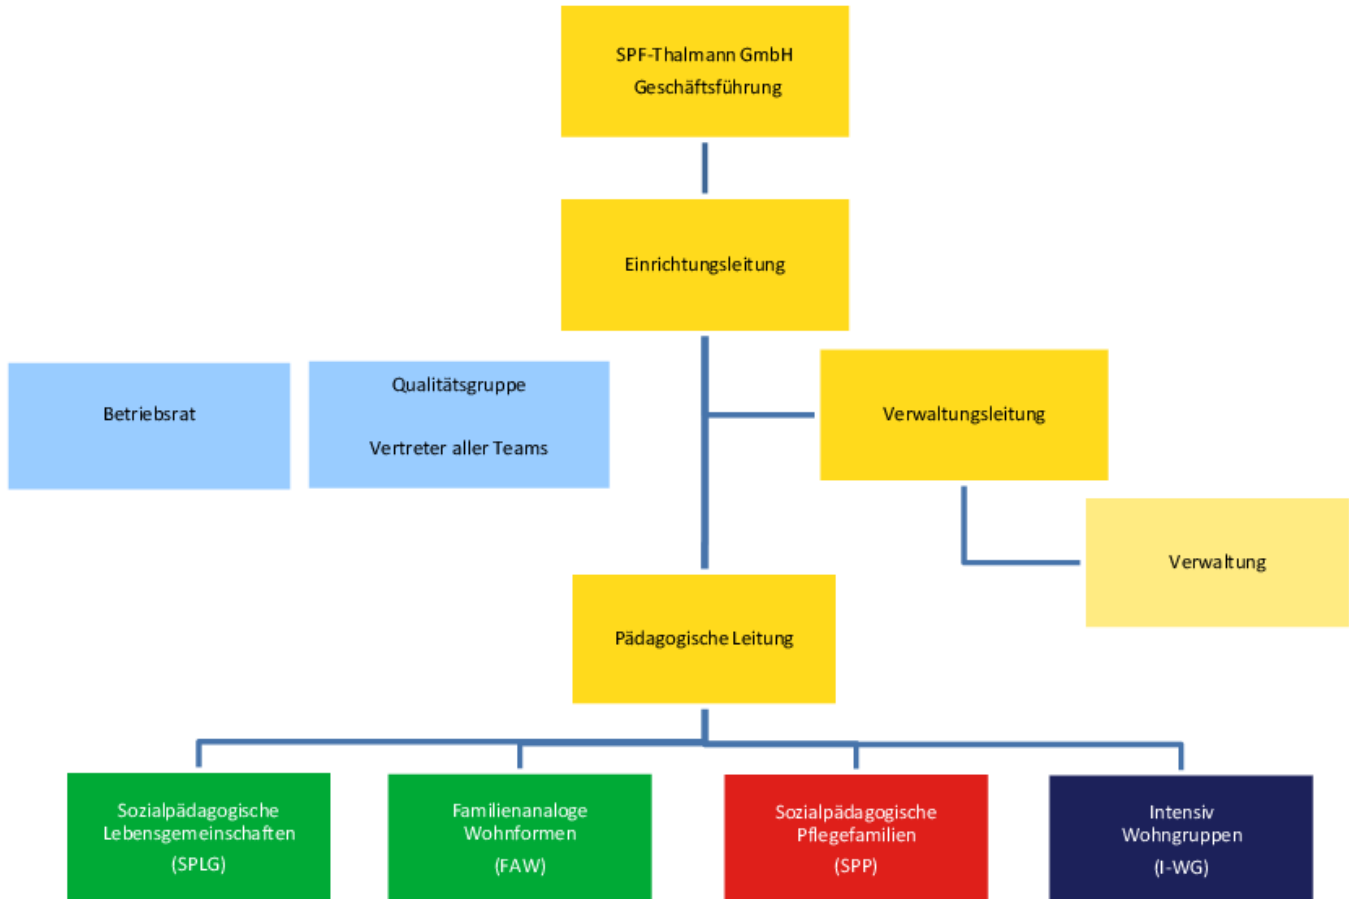 SPF-Thalmann GmbH
Geschäftsführung
Einrichtungsleitung
Betriebsrat
Qualitätsgruppe
Vertreter aller Teams
Verwaltungsleitung
Verwaltung
Pädagogische Leitung
Sozialpädagogische
Lebensgemeinschaften
(SPLG)
Familienanaloge
Wohnformen
(FAW)
Sozialpädagogische
Pflegefamilien
(SPP)
Intensiv
Wohngruppen
(I-WG)